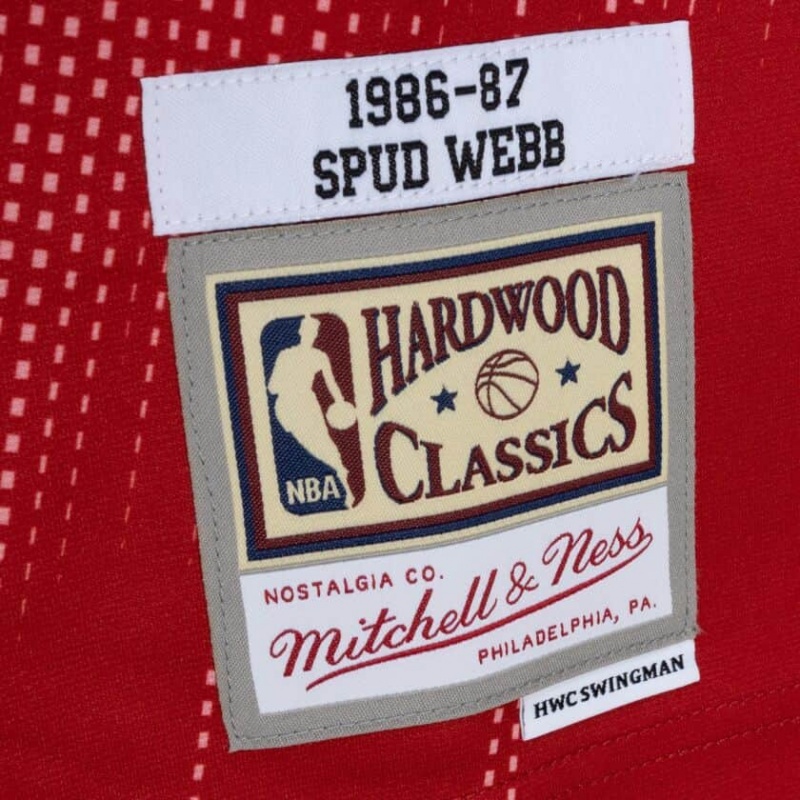 1986-87
SPUD WEBB
HARDWOOD
CLASSICS
NBA
NOSTALGIA CO.
Mitchell & Ness
PHILADELPHIA, PA.
HWC SWINGMAN